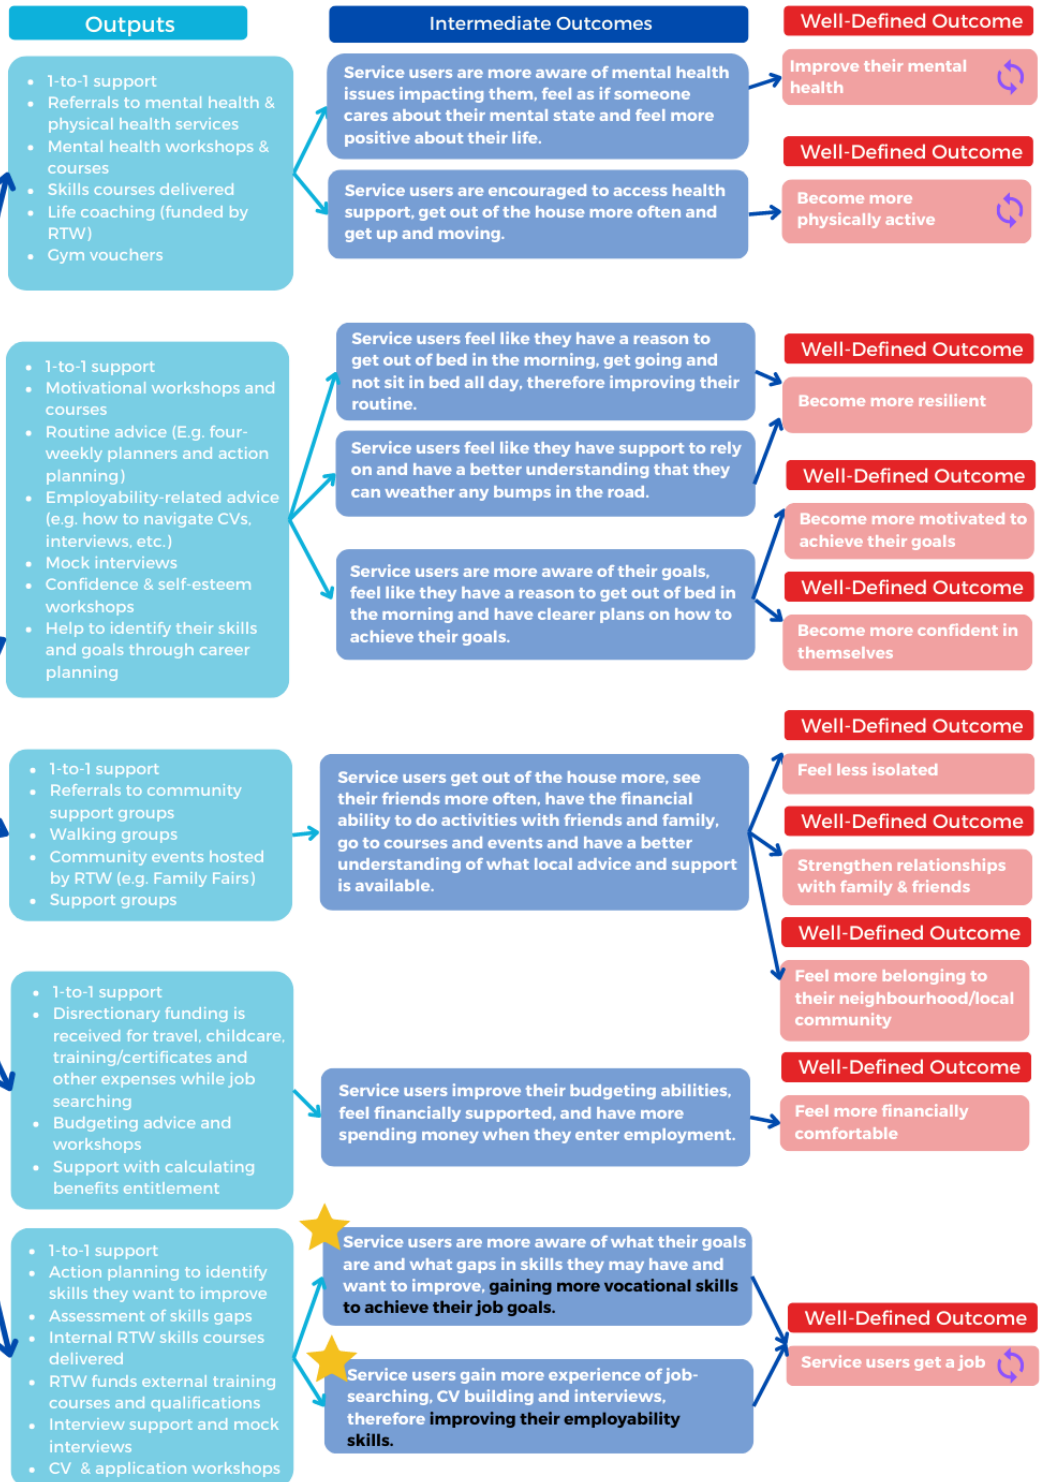 Outputs
Intermediate Outcomes
Well-Defined Outcome
• 1-to-1 support
• Referrals to mental health &
physical health services
• Mental health workshops &
courses
• Skills courses delivered
• Life coaching (funded by
RTW)
• Gym vouchers
Service users are more aware of mental health
issues impacting them, feel as if someone
cares about their mental state and feel more
positive about their life.
Improve their mental
health
Service users are encouraged to access health
support, get out of the house more often and
get up and moving.
Well-Defined Outcome
Become more
physically active
• 1-to-1 support
• Motivational workshops and
courses
• Routine advice (E.g. four-
weekly planners and action
planning)
• Employability-related advice
(e.g. how to navigate CVs,
interviews, etc.)
• Mock interviews
• Confidence & self-esteem
workshops
• Help to identify their skills
and goals through career
planning
Service users feel like they have a reason to
get out of bed in the morning, get going and
not sit in bed all day, therefore improving their
routine.
Service users feel like they have support to rely
on and have a better understanding that they
can weather any bumps in the road.
Well-Defined Outcome
Become more resilient
Service users are more aware of their goals,
feel like they have a reason to get out of bed in
the morning and have clearer plans on how to
achieve their goals.
Well-Defined Outcome
Become more motivated to
achieve their goals
Well-Defined Outcome
Become more confident in
themselves
• 1-to-1 support
• Referrals to community
support groups
• Walking groups
• Community events hosted
by RTW (e.g. Family Fairs)
• Support groups
Service users get out of the house more, see
their friends more often, have the financial
ability to do activities with friends and family,
go to courses and events and have a better
understanding of what local advice and support
is available.
Well-Defined Outcome
Feel less isolated
Well-Defined Outcome
Strengthen relationships
with family & friends
Well-Defined Outcome
Feel more belonging to
their neighbourhood/local
community
• 1-to-1 support
• Disrectionary funding is
received for travel, childcare,
training/certificates and
other expenses while job
searching
• Budgeting advice and
workshops
• Support with calculating
benefits entitlement
Service users improve their budgeting abilities,
feel financially supported, and have more
spending money when they enter employment.
Well-Defined Outcome
Feel more financially
comfortable
• 1-to-1 support
• Action planning to identify
skills they want to improve
• Assessment of skills gaps
• Internal RTW skills courses
delivered
• RTW funds external training
courses and qualifications
• Interview support and mock
interviews
• CV & application workshops
Service users are more aware of what their goals
are and what gaps in skills they may have and
want to improve, gaining more vocational skills
to achieve their job goals.
Service users gain more experience of job-
searching, CV building and interviews,
therefore improving their employability
skills.
Well-Defined Outcome
Service users get a job